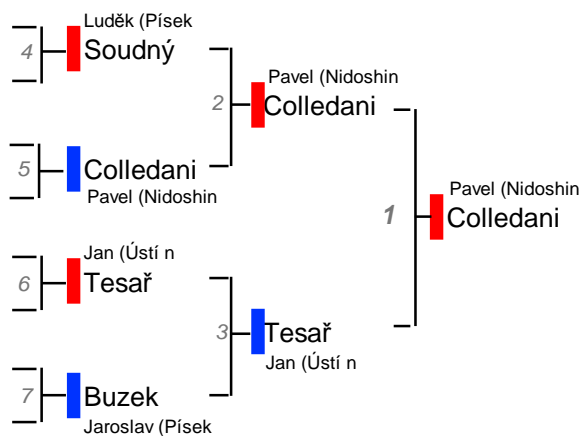 Luděk (Písek
4
Soudný
5
Colledani
Pavel (Nidoshin
Jan (Ústí n
6
Tesař
7
Buzek
Jaroslav (Písek
Pavel (Nidoshin
2
Colledani
3
Tesař
Jan (Ústí n
Pavel (Nidoshin
1
Colledani